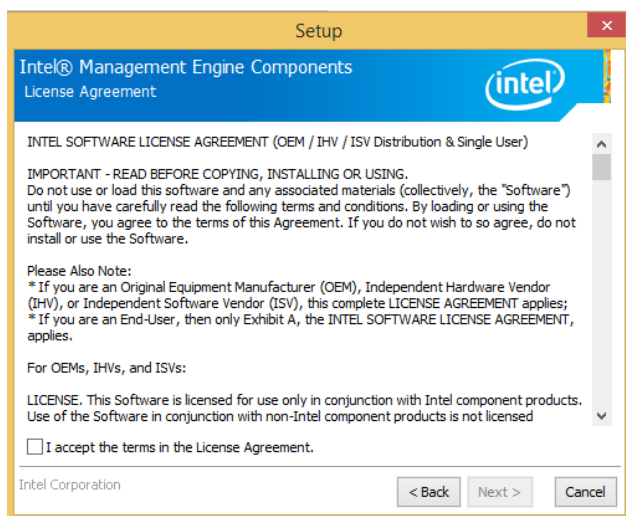 Setup
Intel® Management Engine Components
License Agreement
intel
INTEL SOFTWARE LICENSE AGREEMENT (OEM / IHV / ISV Distribution & Single User)
IMPORTANT - READ BEFORE COPYING, INSTALLING OR USING.
Do not use or load this software and any associated materials (collectively, the "Software")
until you have carefully read the following terms and conditions. By loading or using the
Software, you agree to the terms of this Agreement. If you do not wish to so agree, do not
install or use the Software.
Please Also Note:
* If you are an Original Equipment Manufacturer (OEM), Independent Hardware Vendor
(IHV), or Independent Software Vendor (ISV), this complete LICENSE AGREEMENT applies;
* If you are an End-User, then only Exhibit A, the INTEL SOFTWARE LICENSE AGREEMENT,
applies.
For OEMs, IHVs, and ISVs:
LICENSE. This Software is licensed for use only in conjunction with Intel component products.
Use of the Software in conjunction with non-Intel component products is not licensed
I accept the terms in the License Agreement.
Intel Corporation
< Back Next > Cancel